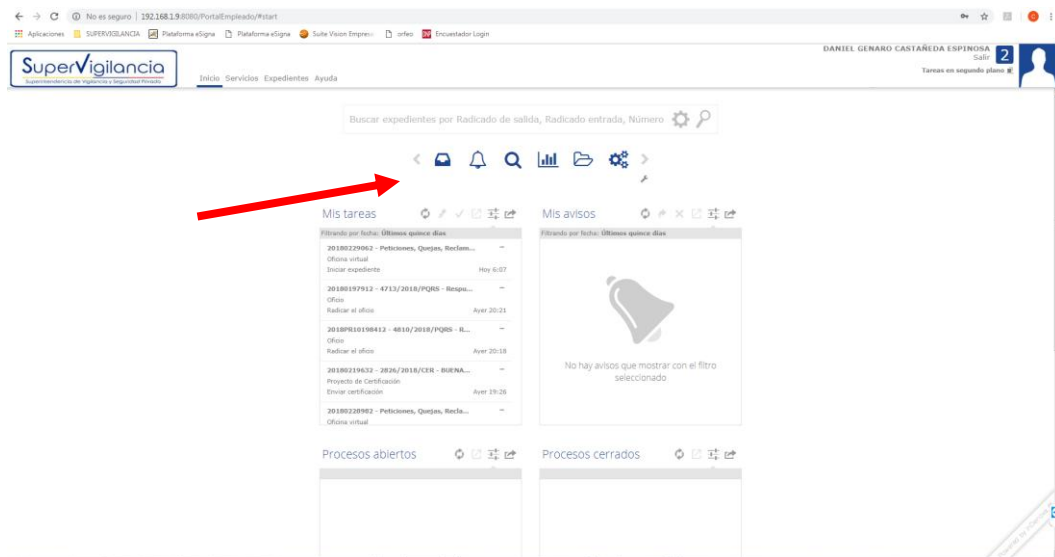 No es seguro | 192.168.1.9:8080/PortalEmpleado/#start
Aplicaciones SUPERVIGILANCIA Plataforma eSigna Plataforma eSigna Suite Vision Empresa orfeo Encuestador Login
DANIEL GENARO CASTAÑEDA ESPINOSA
Salir
2
Tareas en segundo plano
SuperVigilancia
Superintendencia de Vigilancia y Seguridad Privada
Inicio Servicios Expedientes Ayuda
Buscar expedientes por Radicado de salida, Radicado entrada, Número
Mis tareas
Filtrando por fecha: Últimos quince días
20180229062 - Peticiones, Quejas, Reclam...
Oficina virtual
Iniciar expediente Hoy 6:07
20180197912 - 4713/2018/PQRS - Respu...
Oficio
Radicar el oficio Ayer 20:21
2018PR10198412 - 4810/2018/PQRS - R...
Oficio
Radicar el oficio Ayer 20:18
20180219632 - 2826/2018/CER - BUENA...
Proyecto de Certificación
Enviar certificación Ayer 19:26
20180228982 - Peticiones, Quejas, Recla...
Oficina virtual
Mis avisos
Filtrando por fecha: Últimos quince días
No hay avisos que mostrar con el filtro
seleccionado
Procesos abiertos
Procesos cerrados